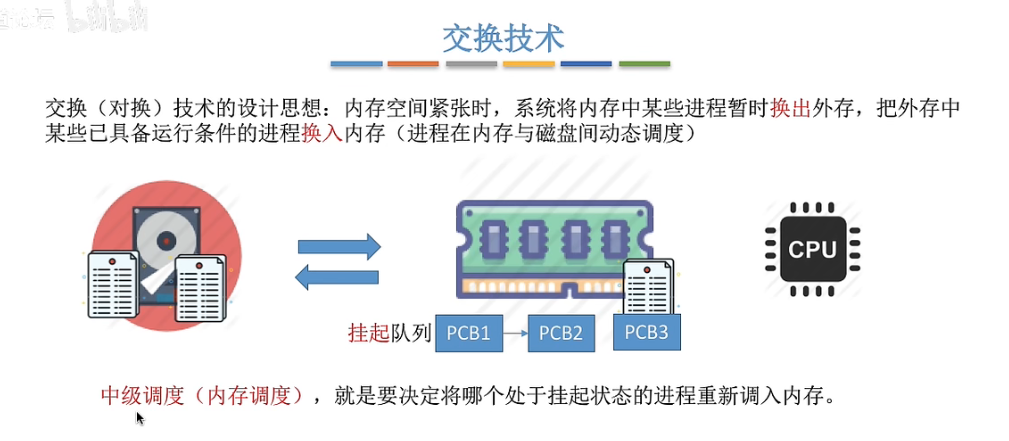 交换技术
交换（对换）技术的设计思想：内存空间紧张时，系统将内存中某些进程暂时换出外存，把外存中
某些已具备运行条件的进程换入内存（进程在内存与磁盘间动态调度）
CPU
挂起队列 PCB1 PCB2 PCB3
中级调度（内存调度），就是要决定将哪个处于挂起状态的进程重新调入内存。